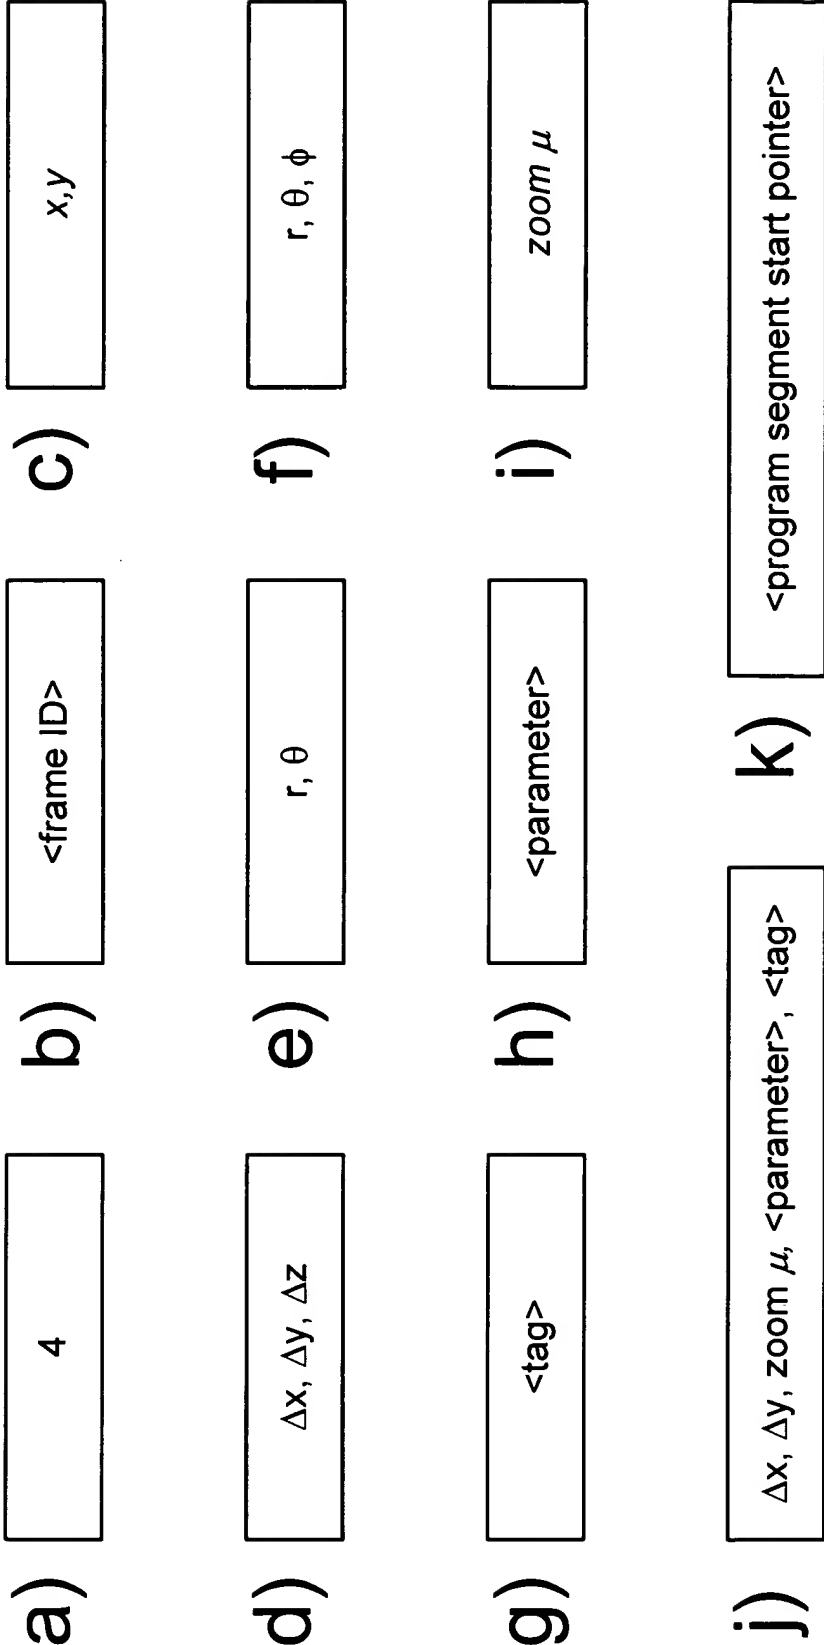 a) 4
b) <frame ID>
c) x,y
d) Δx, Δy, Δz
e) r, θ
f) r, θ, ϕ
g) <tag>
h) <parameter>
i) zoom μ
j) Δx, Δy, zoom μ, <parameter>, <tag>
k) <program segment start pointer>